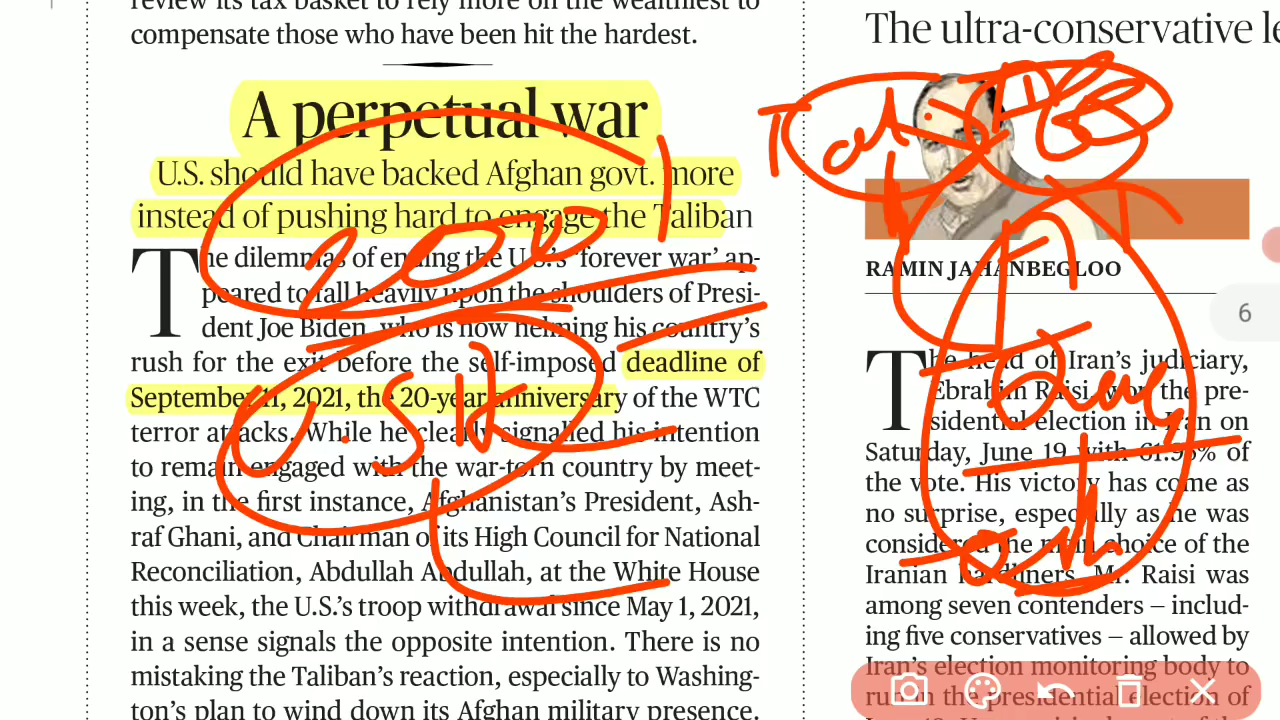 review its tax basket to rely more on the wealthiest to
compensate those who have been hit the hardest.
A perpetual war
U.S. should have backed Afghan govt. more
instead of pushing hard to engage the Taliban
The dilemmas of ending the U.S.'s 'forever war' ap-
peared to fall heavily upon the shoulders of Presi-
dent Joe Biden, who is now helming his country's
rush for the exit before the self-imposed deadline of
September 11, 2021, the 20-year anniversary of the WTC
terror attacks. While he clearly signalled his intention
to remain engaged with the war-torn country by meet-
ing, in the first instance, Afghanistan's President, Ash-
raf Ghani, and Chairman of its High Council for National
Reconciliation, Abdullah Abdullah, at the White House
this week, the U.S.'s troop withdrawal since May 1, 2021,
in a sense signals the opposite intention. There is no
mistaking the Taliban's reaction, especially to Washing-
ton's plan to wind down its Afghan military presence.
2001
U.S.A
The ultra-conservative le
RAMIN JAHANBEGLOO
The head of Iran's judiciary,
Ebrahim Raisi, won the pre-
sidential election in Iran on
Saturday, June 19 with 61.95% of
the vote. His victory has come as
no surprise, especially as he was
considered the main choice of the
Iranian hardliners. Mr. Raisi was
among seven contenders – includ-
ing five conservatives – allowed by
Iran's election monitoring body to
run in the presidential election of
6